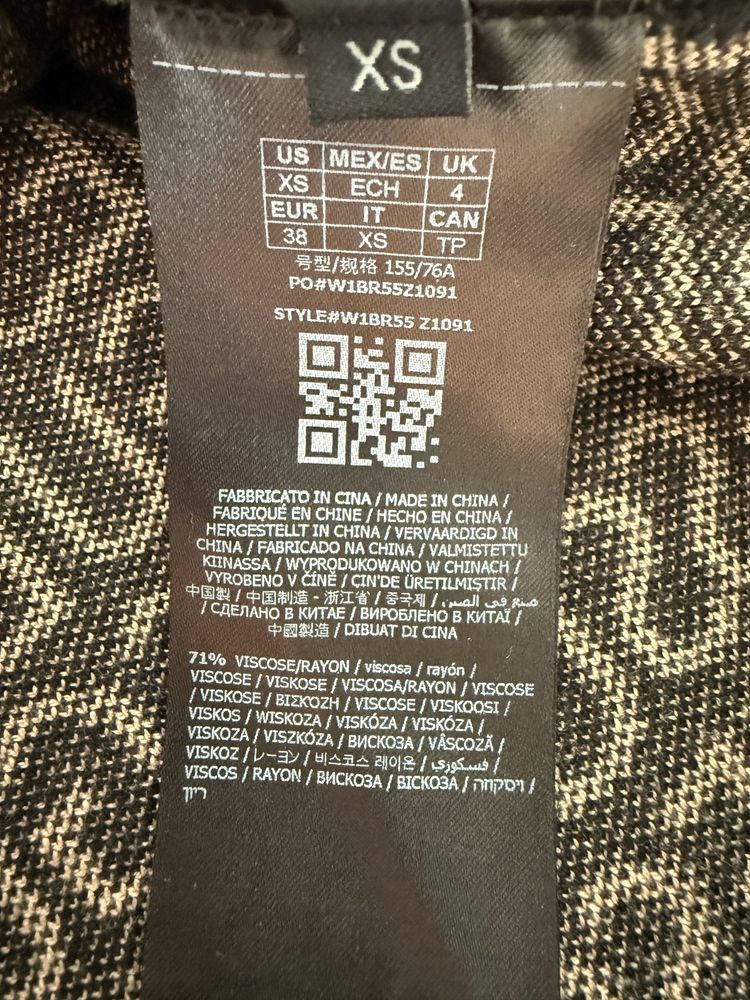 XS
US MEX/ES UK
XS ECH 4
EUR IT CAN
38 XS TP
号型/规格 155/76A
PO#W1BR55Z1091
STYLE#W1BR55 Z1091
FABBRICATO IN CINA / MADE IN CHINA /
FABRIQUÉ EN CHINE / HECHO EN CHINA /
HERGESTELLT IN CHINA / VERVAARDIGD IN
CHINA / FABRICADO NA CHINA / VALMISTETTU
KIINASSA / WYPRODUKOWANO W CHINACH /
VYROBENO V ČÍNĚ / ÇIN'DE ÜRETILMIŞTIR /
中国製 / 中国制造 - 浙江省 / 중국제 / صنع في الصين
/ СДЕЛАНО В КИТАЕ / ВИРОБЛЕНО В КИТАЇ /
中國製造 / DIBUAT DI CINA
71% VISCOSE/RAYON / viscosa / rayón /
VISCOSE / VISKOSE / VISCOSA/RAYON / VISCOSE
/ VISKOSE / ΒΙΣΚΟΖΗ / VISCOSE / VISKOOSI /
VISKOS / WISKOZA / VISKÓZA / VISKÓZA /
VISKOZA / VISZKÓZA / ВИСКОЗА / VÂSCOZĂ /
VISKOZ / レーヨン / 비스코스 레이온 / فسكوزي /
VISCOS / RAYON / ВИСКОЗА / ВІСКОЗА / ויסקוזה /
ריון